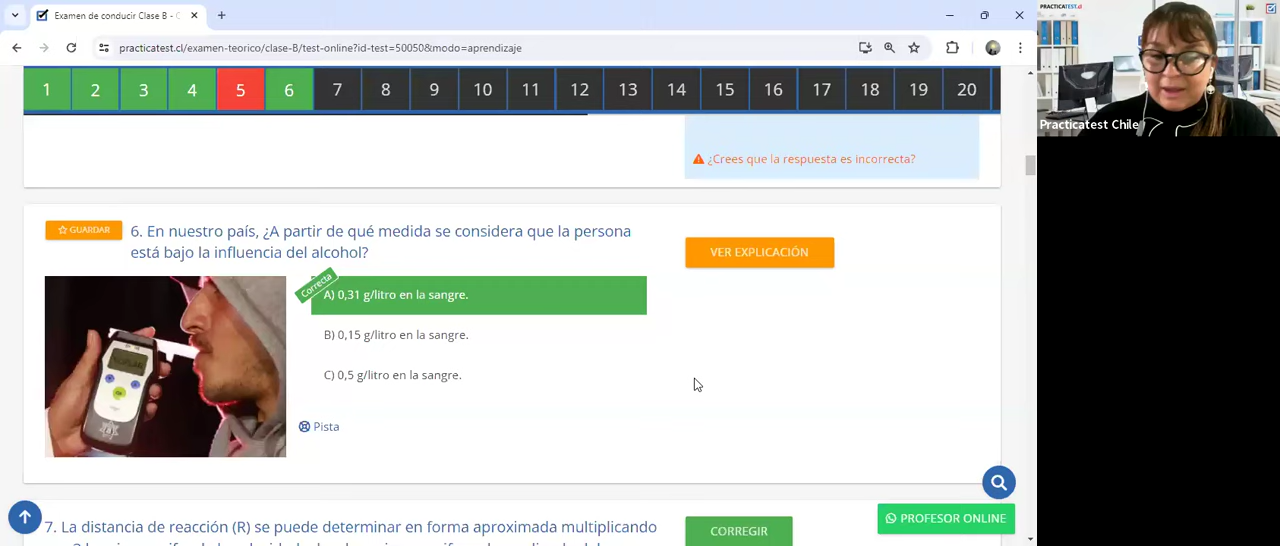 Examen de conducir Clase B - C
practicatest.cl/examen-teorico/clase-B/test-online?id-test=50050&modo=aprendizaje
1 2 3 4 5 6 7 8 9 10 11 12 13 14 15 16 17 18 19 20
¿Crees que la respuesta es incorrecta?
GUARDAR
6. En nuestro país, ¿A partir de qué medida se considera que la persona
está bajo la influencia del alcohol?
VER EXPLICACIÓN
Correcta
A) 0,31 g/litro en la sangre.
B) 0,15 g/litro en la sangre.
C) 0,5 g/litro en la sangre.
Pista
PROFESOR ONLINE
7. La distancia de reacción (R) se puede determinar en forma aproximada multiplicando
CORREGIR
PRACTICATEST.cl
Practicatest Chile